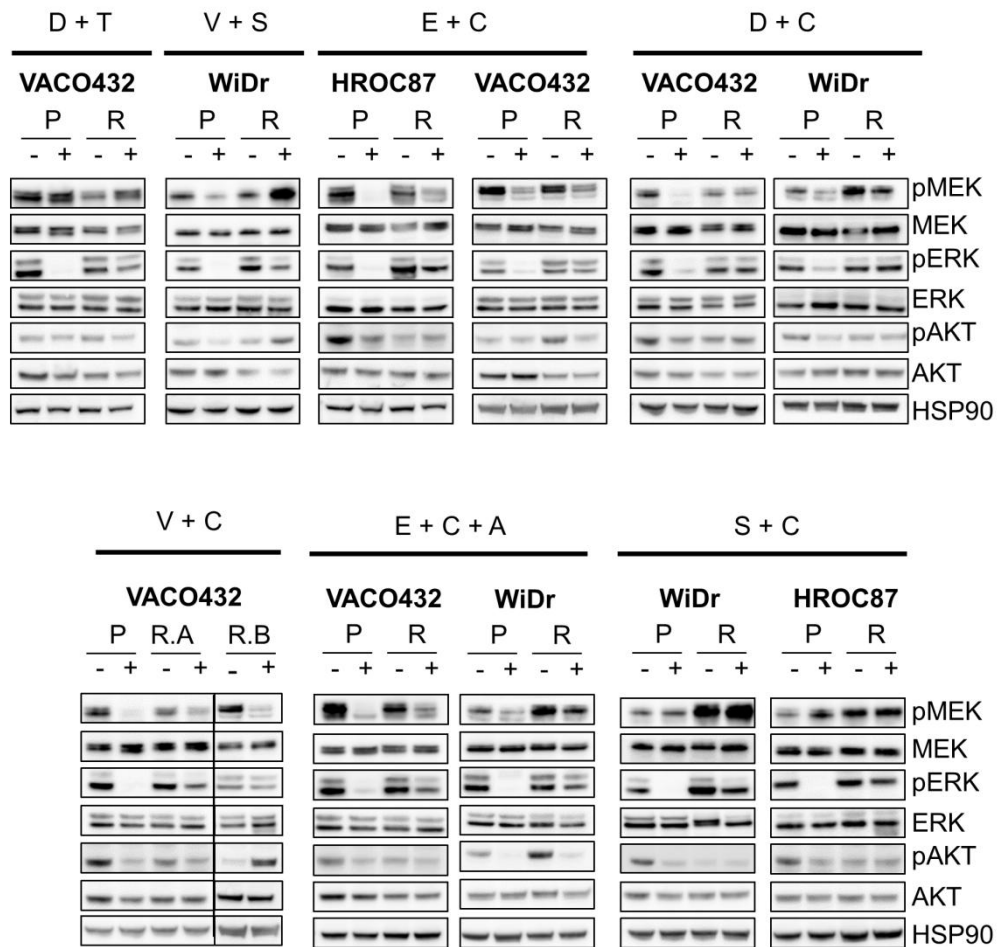 D + T V + S E + C D + C
VACO432 WiDr HROC87 VACO432 VACO432 WiDr
P R P R P R P R P R P R
- + - + - + - + - + - + - + - + - + - + - + - +
pMEK
MEK
pERK
ERK
pAKT
AKT
HSP90
V + C E + C + A S + C
VACO432 VACO432 WiDr WiDr HROC87
P R.A R.B P R P R P R P R
- + - + - + - + - + - + - + - + - + - + - +
pMEK
MEK
pERK
ERK
pAKT
AKT
HSP90